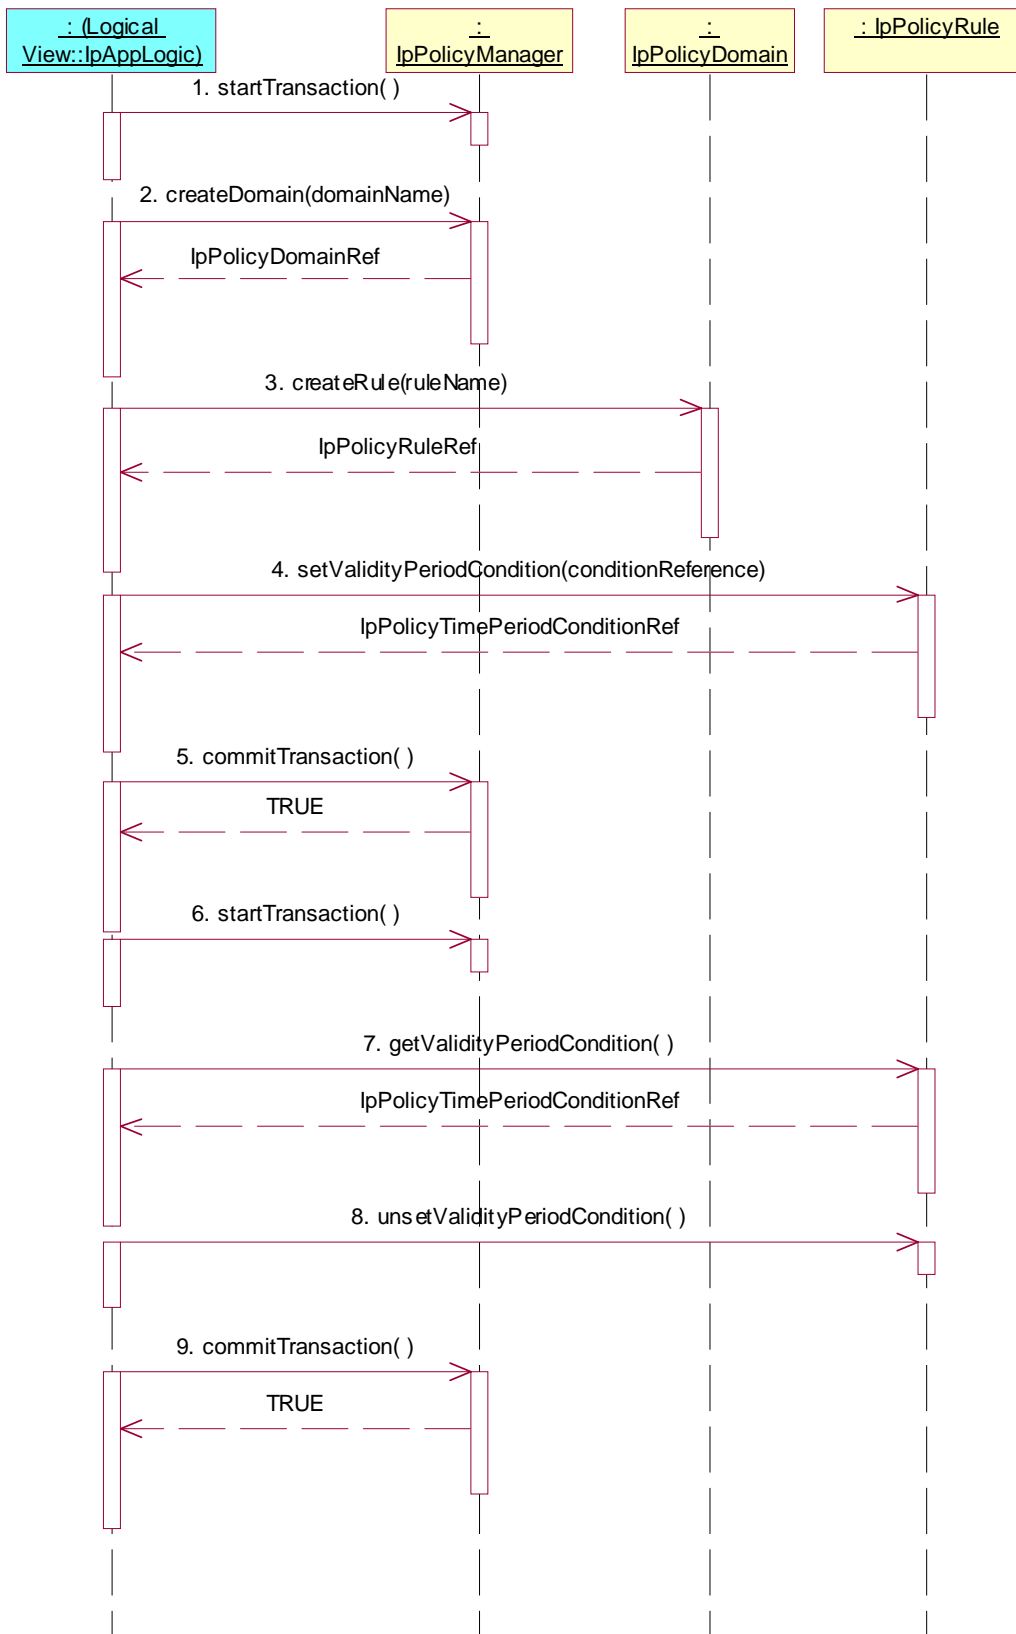 : (Logical
View::IpAppLogic)
:
IpPolicyManager
:
IpPolicyDomain
: IpPolicyRule
1. startTransaction( )
2. createDomain(domainName)
IpPolicyDomainRef
3. createRule(ruleName)
IpPolicyRuleRef
4. setValidityPeriodCondition(conditionReference)
IpPolicyTimePeriodConditionRef
5. commitTransaction( )
TRUE
6. startTransaction( )
7. getValidityPeriodCondition( )
IpPolicyTimePeriodConditionRef
8. unsetValidityPeriodCondition( )
9. commitTransaction( )
TRUE